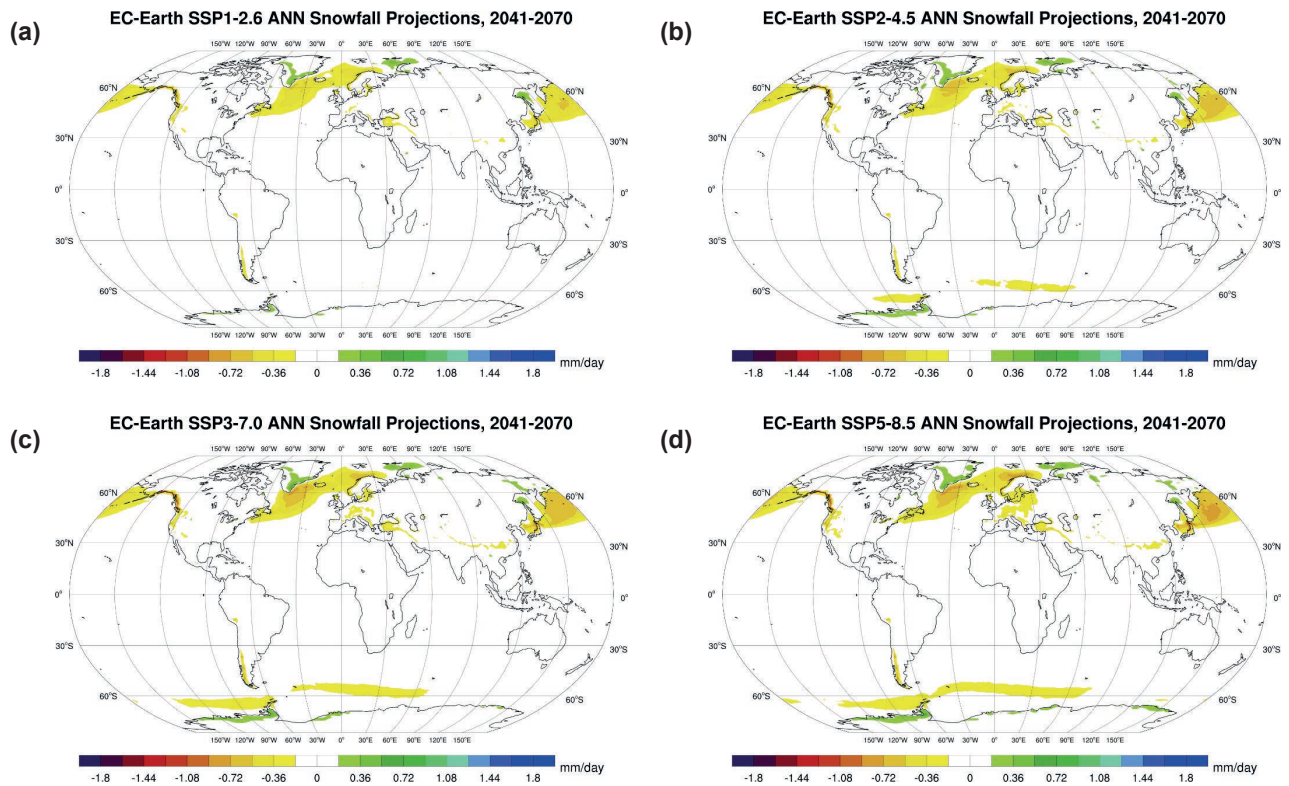 (a)
EC-Earth SSP1-2.6 ANN Snowfall Projections, 2041-2070
150°W 120°W 90°W 60°W 30°W 0°E 30°E 60°E 90°E 120°E 150°E
60°N
60°N
30°N
30°N
0°
0°
30°S
30°S
60°S
60°S
150°W 120°W 90°W 60°W 30°W 0°E 30°E 60°E 90°E 120°E 150°E
-1.8 -1.44 -1.08 -0.72 -0.36 0 0.36 0.72 1.08 1.44 1.8 mm/day
(b)
EC-Earth SSP2-4.5 ANN Snowfall Projections, 2041-2070
150°W 120°W 90°W 60°W 30°W 0°E 30°E 60°E 90°E 120°E 150°E
60°N
60°N
30°N
30°N
0°
0°
30°S
30°S
60°S
60°S
150°W 120°W 90°W 60°W 30°W 0°E 30°E 60°E 90°E 120°E 150°E
-1.8 -1.44 -1.08 -0.72 -0.36 0 0.36 0.72 1.08 1.44 1.8 mm/day
(c)
EC-Earth SSP3-7.0 ANN Snowfall Projections, 2041-2070
150°W 120°W 90°W 60°W 30°W 0°E 30°E 60°E 90°E 120°E 150°E
60°N
60°N
30°N
30°N
0°
0°
30°S
30°S
60°S
60°S
150°W 120°W 90°W 60°W 30°W 0°E 30°E 60°E 90°E 120°E 150°E
-1.8 -1.44 -1.08 -0.72 -0.36 0 0.36 0.72 1.08 1.44 1.8 mm/day
(d)
EC-Earth SSP5-8.5 ANN Snowfall Projections, 2041-2070
150°W 120°W 90°W 60°W 30°W 0°E 30°E 60°E 90°E 120°E 150°E
60°N
60°N
30°N
30°N
0°
0°
30°S
30°S
60°S
60°S
150°W 120°W 90°W 60°W 30°W 0°E 30°E 60°E 90°E 120°E 150°E
-1.8 -1.44 -1.08 -0.72 -0.36 0 0.36 0.72 1.08 1.44 1.8 mm/day